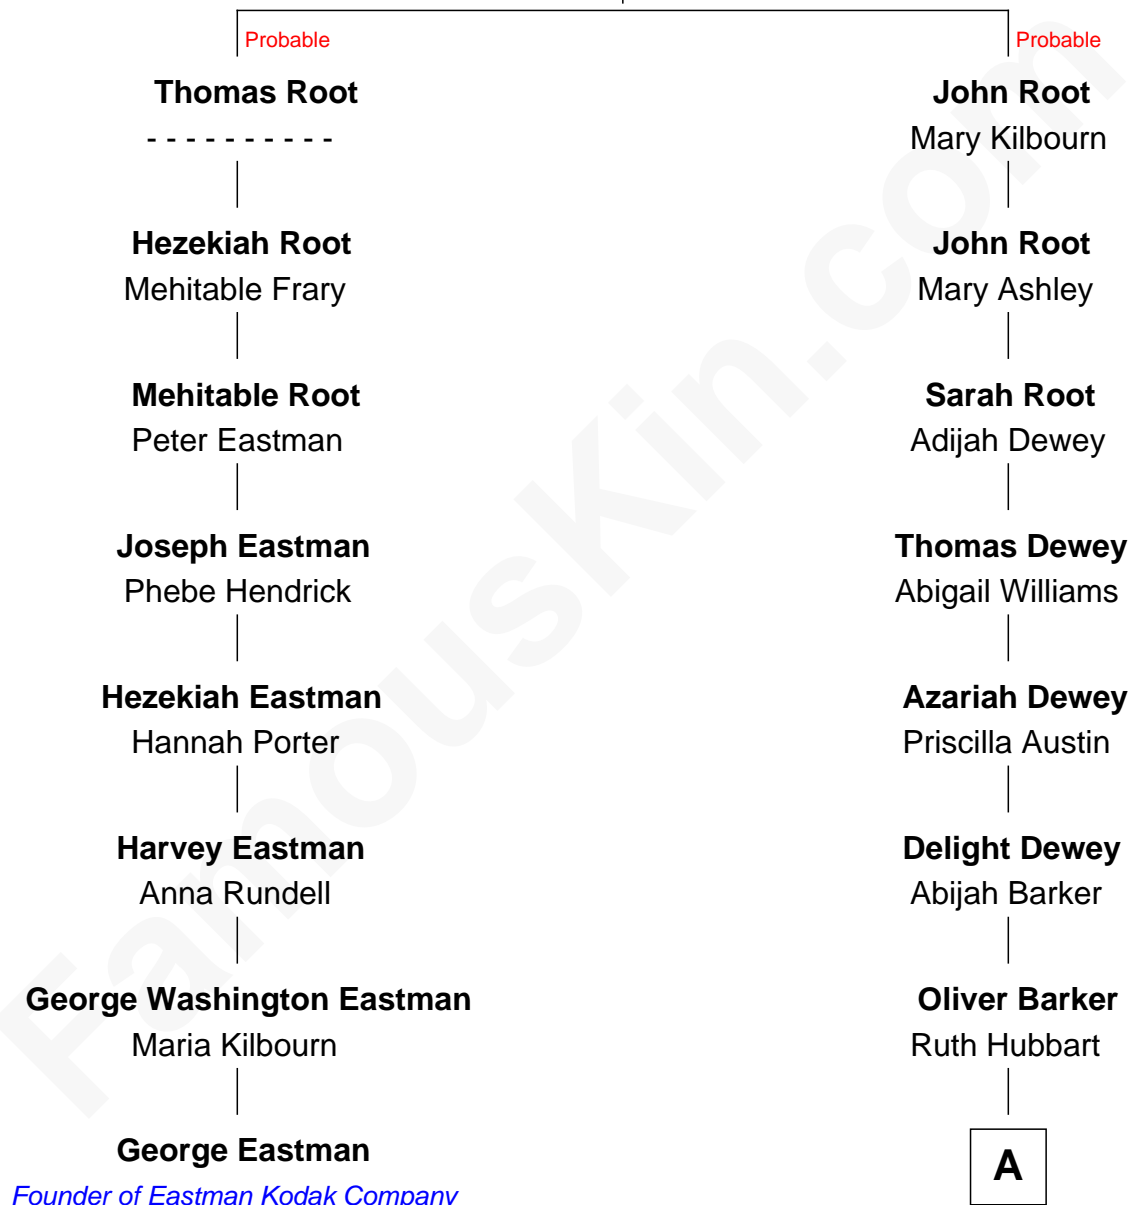 Probable
Probable
Thomas Root
- - - - - - - - - -
John Root
Mary Kilbourn
Hezekiah Root
Mehitable Frary
John Root
Mary Ashley
Mehitable Root
Peter Eastman
Sarah Root
Adijah Dewey
Joseph Eastman
Phebe Hendrick
Thomas Dewey
Abigail Williams
Hezekiah Eastman
Hannah Porter
Azariah Dewey
Priscilla Austin
Harvey Eastman
Anna Rundell
Delight Dewey
Abijah Barker
George Washington Eastman
Maria Kilbourn
Oliver Barker
Ruth Hubbart
George Eastman
Founder of Eastman Kodak Company
A
FamousKin.com